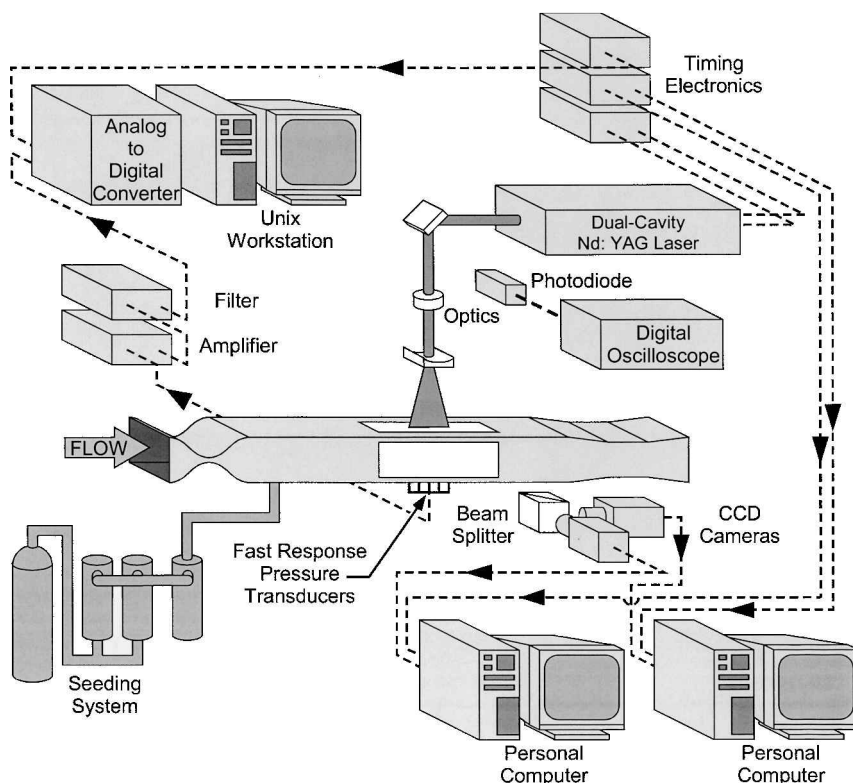 Timing
Electronics
Analog
to
Digital
Converter
Unix
Workstation
Dual-Cavity
Nd: YAG Laser
Photodiode
Filter
Optics
Digital
Oscilloscope
Amplifier
FLOW
Beam
Splitter
CCD
Cameras
Fast Response
Pressure
Transducers
Seeding
System
Personal
Computer
Personal
Computer